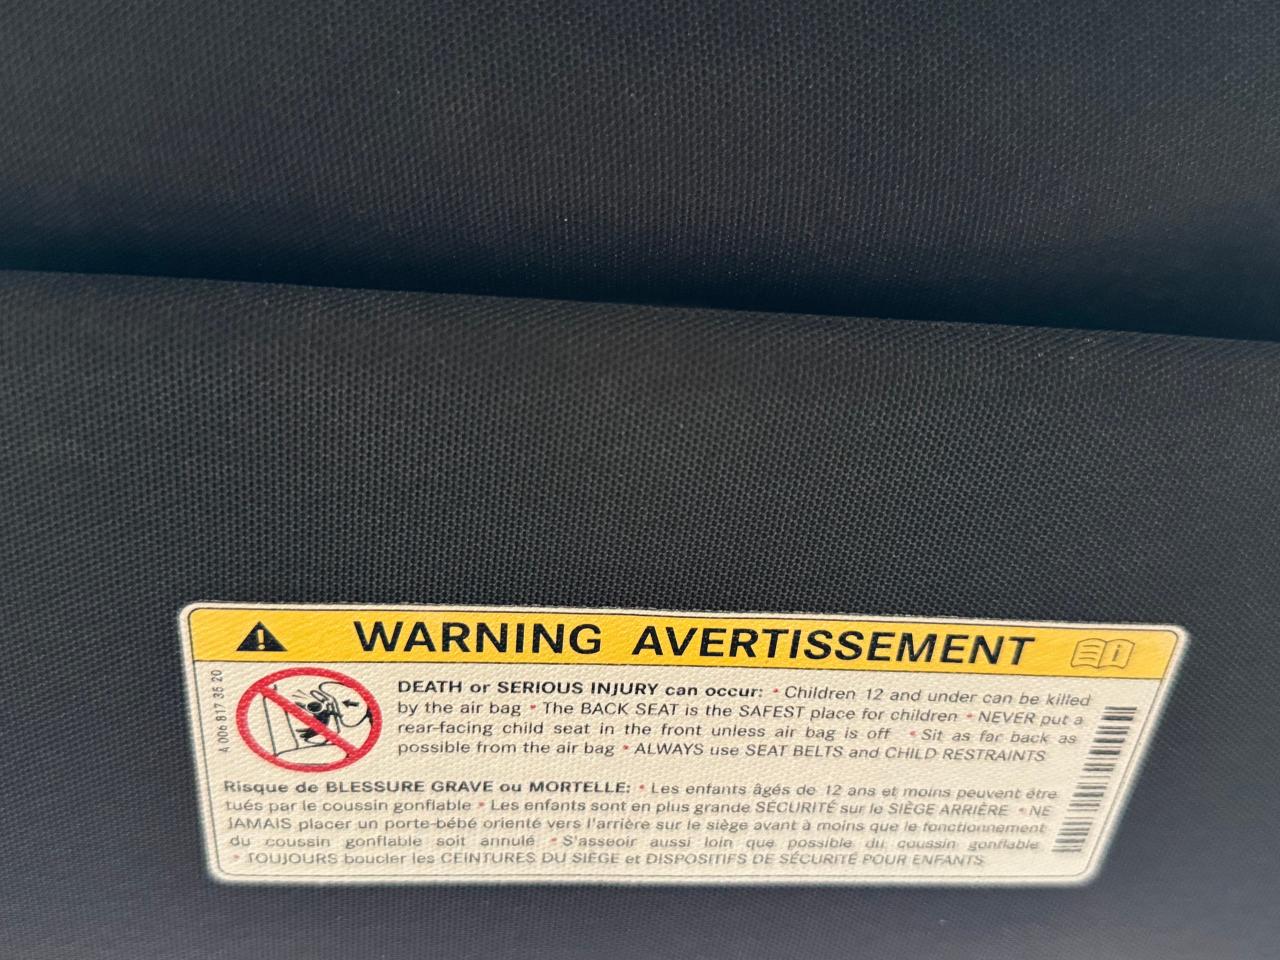 WARNING AVERTISSEMENT
4 006 817 35 20
DEATH or SERIOUS INJURY can occur: • Children 12 and under can be killed
by the air bag • The BACK SEAT is the SAFEST place for children • NEVER put a
rear-facing child seat in the front unless air bag is off • Sit as far back as
possible from the air bag • ALWAYS use SEAT BELTS and CHILD RESTRAINTS
Risque de BLESSURE GRAVE ou MORTELLE: • Les enfants âgés de 12 ans et moins peuvent être
tués par le coussin gonflable • Les enfants sont en plus grande SÉCURITÉ sur le SIÈGE ARRIÈRE • NE
JAMAIS placer un porte-bébé orienté vers l'arrière sur le siège avant à moins que le fonctionnement
du coussin gonflable soit annulé • S'asseoir aussi loin que possible du coussin gonflable
• TOUJOURS boucler les CEINTURES DU SIÈGE et DISPOSITIFS DE SÉCURITÉ POUR ENFANTS